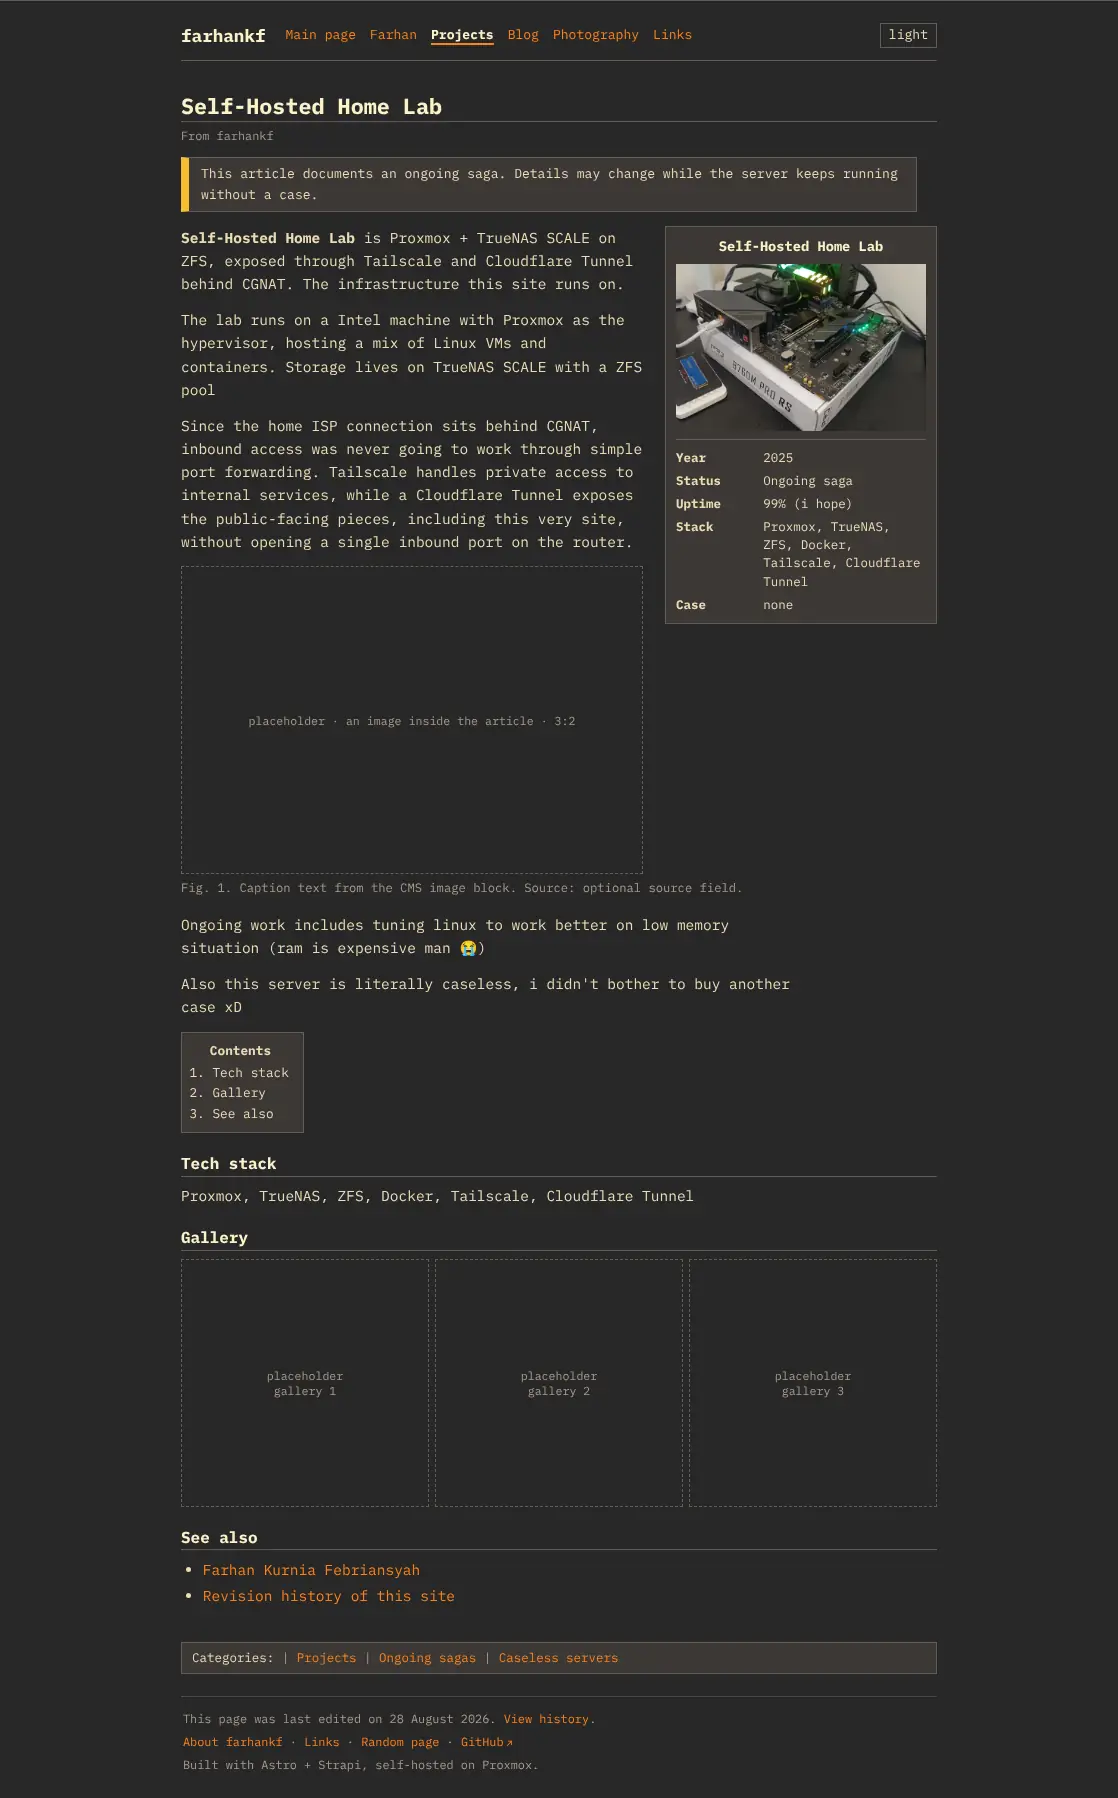 farhankf Main page Farhan Projects Blog Photography Links light
Self-Hosted Home Lab
From farhankf
This article documents an ongoing saga. Details may change while the server keeps running
without a case.
Self-Hosted Home Lab is Proxmox + TrueNAS SCALE on
ZFS, exposed through Tailscale and Cloudflare Tunnel
behind CGNAT. The infrastructure this site runs on.
The lab runs on a Intel machine with Proxmox as the
hypervisor, hosting a mix of Linux VMs and
containers. Storage lives on TrueNAS SCALE with a ZFS
pool
Since the home ISP connection sits behind CGNAT,
inbound access was never going to work through simple
port forwarding. Tailscale handles private access to
internal services, while a Cloudflare Tunnel exposes
the public-facing pieces, including this very site,
without opening a single inbound port on the router.
Self-Hosted Home Lab
B760M PRO RS
Year 2025
Status Ongoing saga
Uptime 99% (i hope)
Stack Proxmox, TrueNAS,
ZFS, Docker,
Tailscale, Cloudflare
Tunnel
Case none
placeholder · an image inside the article · 3:2
Fig. 1. Caption text from the CMS image block. Source: optional source field.
Ongoing work includes tuning linux to work better on low memory
situation (ram is expensive man 😭)
Also this server is literally caseless, i didn't bother to buy another
case xD
Contents
1. Tech stack
2. Gallery
3. See also
Tech stack
Proxmox, TrueNAS, ZFS, Docker, Tailscale, Cloudflare Tunnel
Gallery
placeholder
gallery 1
placeholder
gallery 2
placeholder
gallery 3
See also
• Farhan Kurnia Febriansyah
• Revision history of this site
Categories: | Projects | Ongoing sagas | Caseless servers
This page was last edited on 28 August 2026. View history.
About farhankf · Links · Random page · GitHub↗
Built with Astro + Strapi, self-hosted on Proxmox.